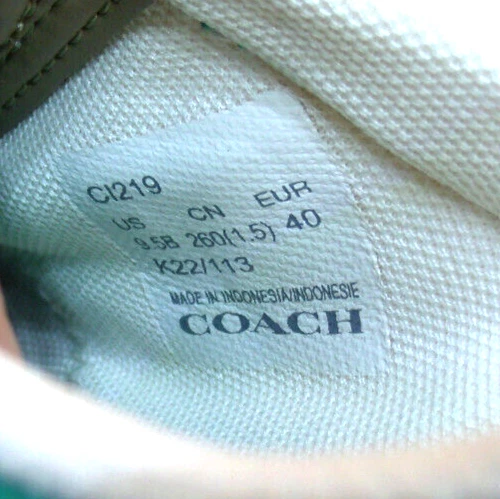 CI219
US CN EUR
9.5B 260(1.5) 40
K22/113
MADE IN INDONESIA/INDONESIE
COACH